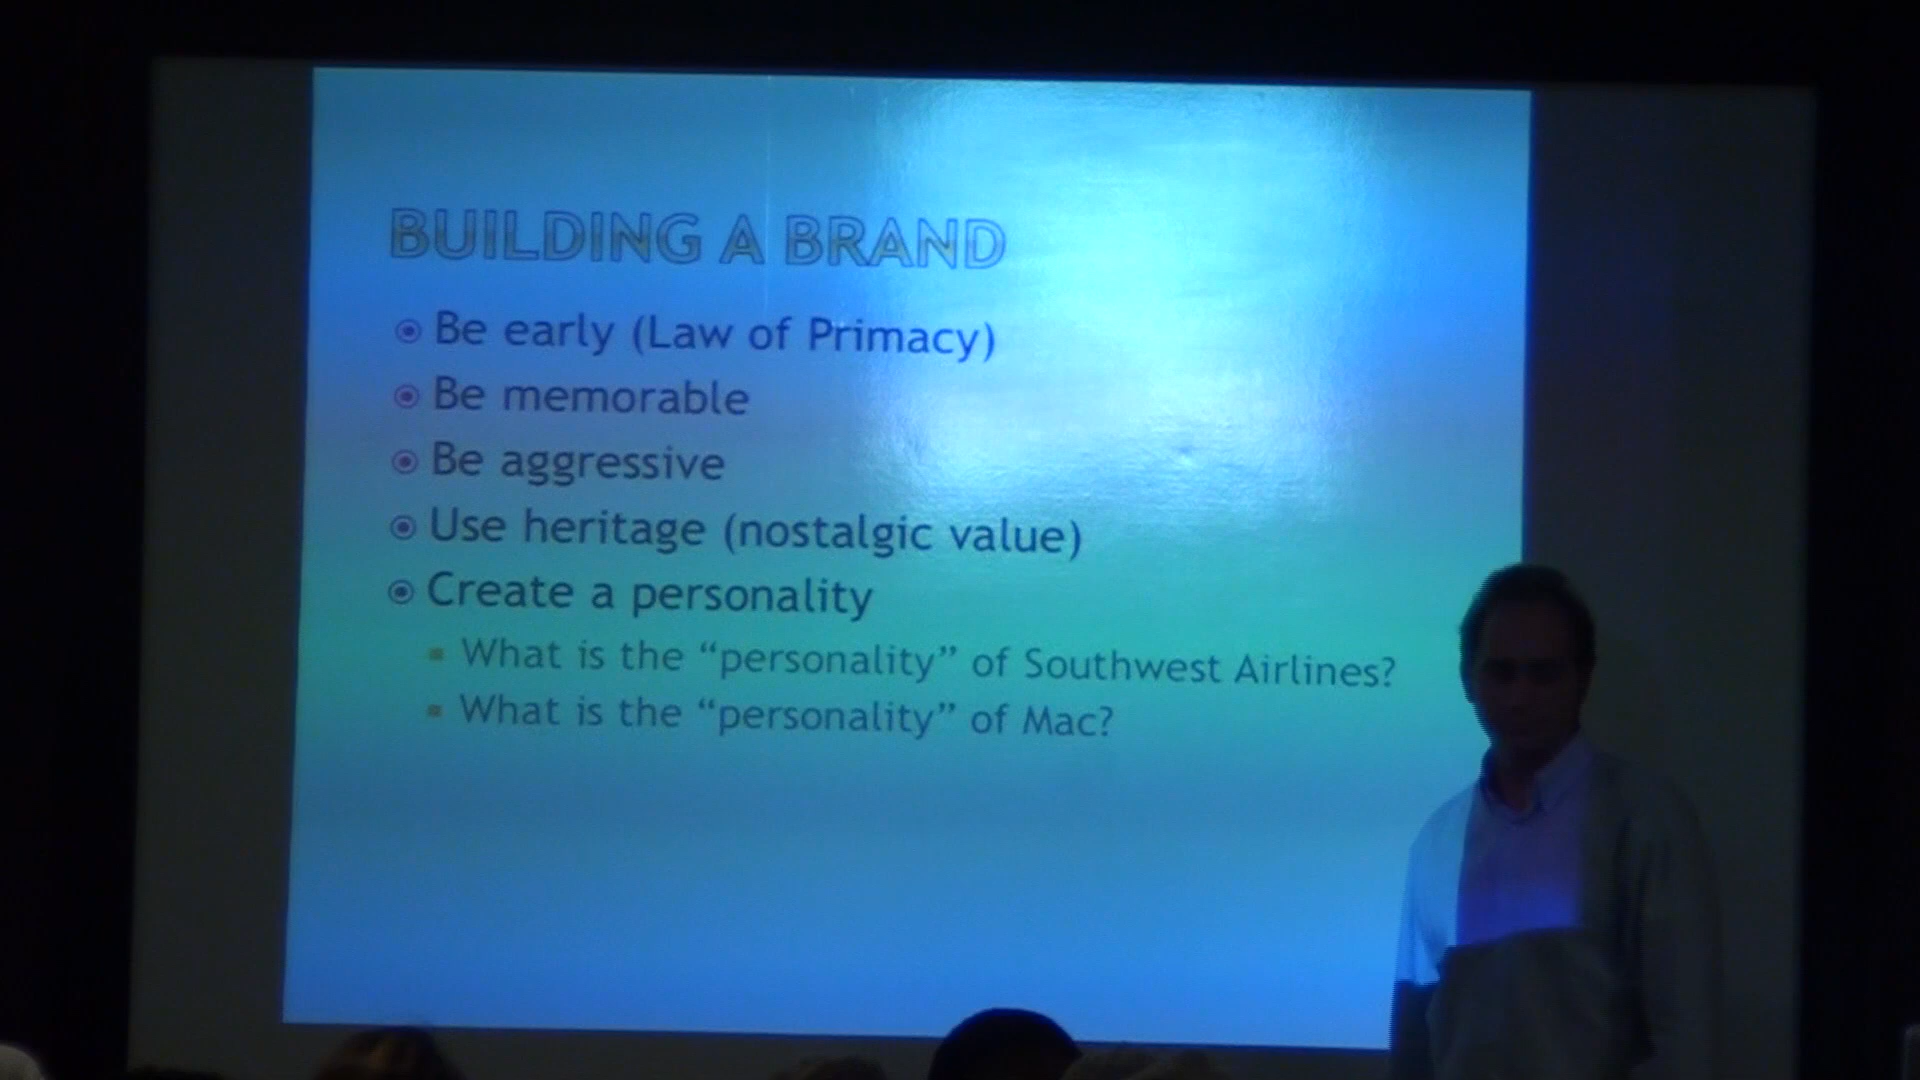 BUILDING A BRAND
Be early (Law of Primacy)
Be memorable
Be aggressive
Use heritage (nostalgic value)
Create a personality
What is the “personality” of Southwest Airlines?
What is the “personality” of Mac?